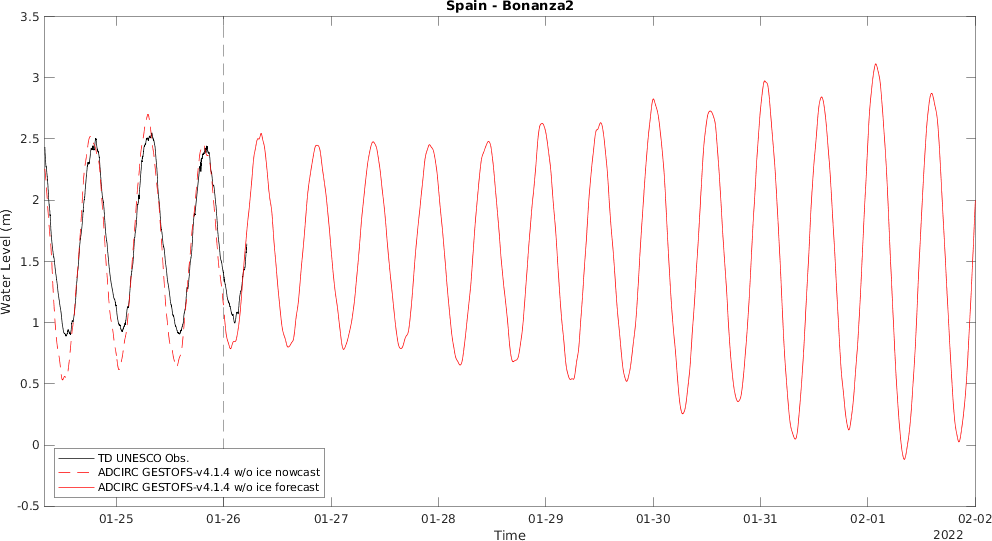 Spain - Bonanza2
3.5
3
2.5
2
1.5
1
0.5
0
-0.5
Water Level (m)
TD UNESCO Obs.
ADCIRC GESTOFS-v4.1.4 w/o ice nowcast
ADCIRC GESTOFS-v4.1.4 w/o ice forecast
01-25 01-26 01-27 01-28 01-29 01-30 01-31 02-01 02-02
Time
2022